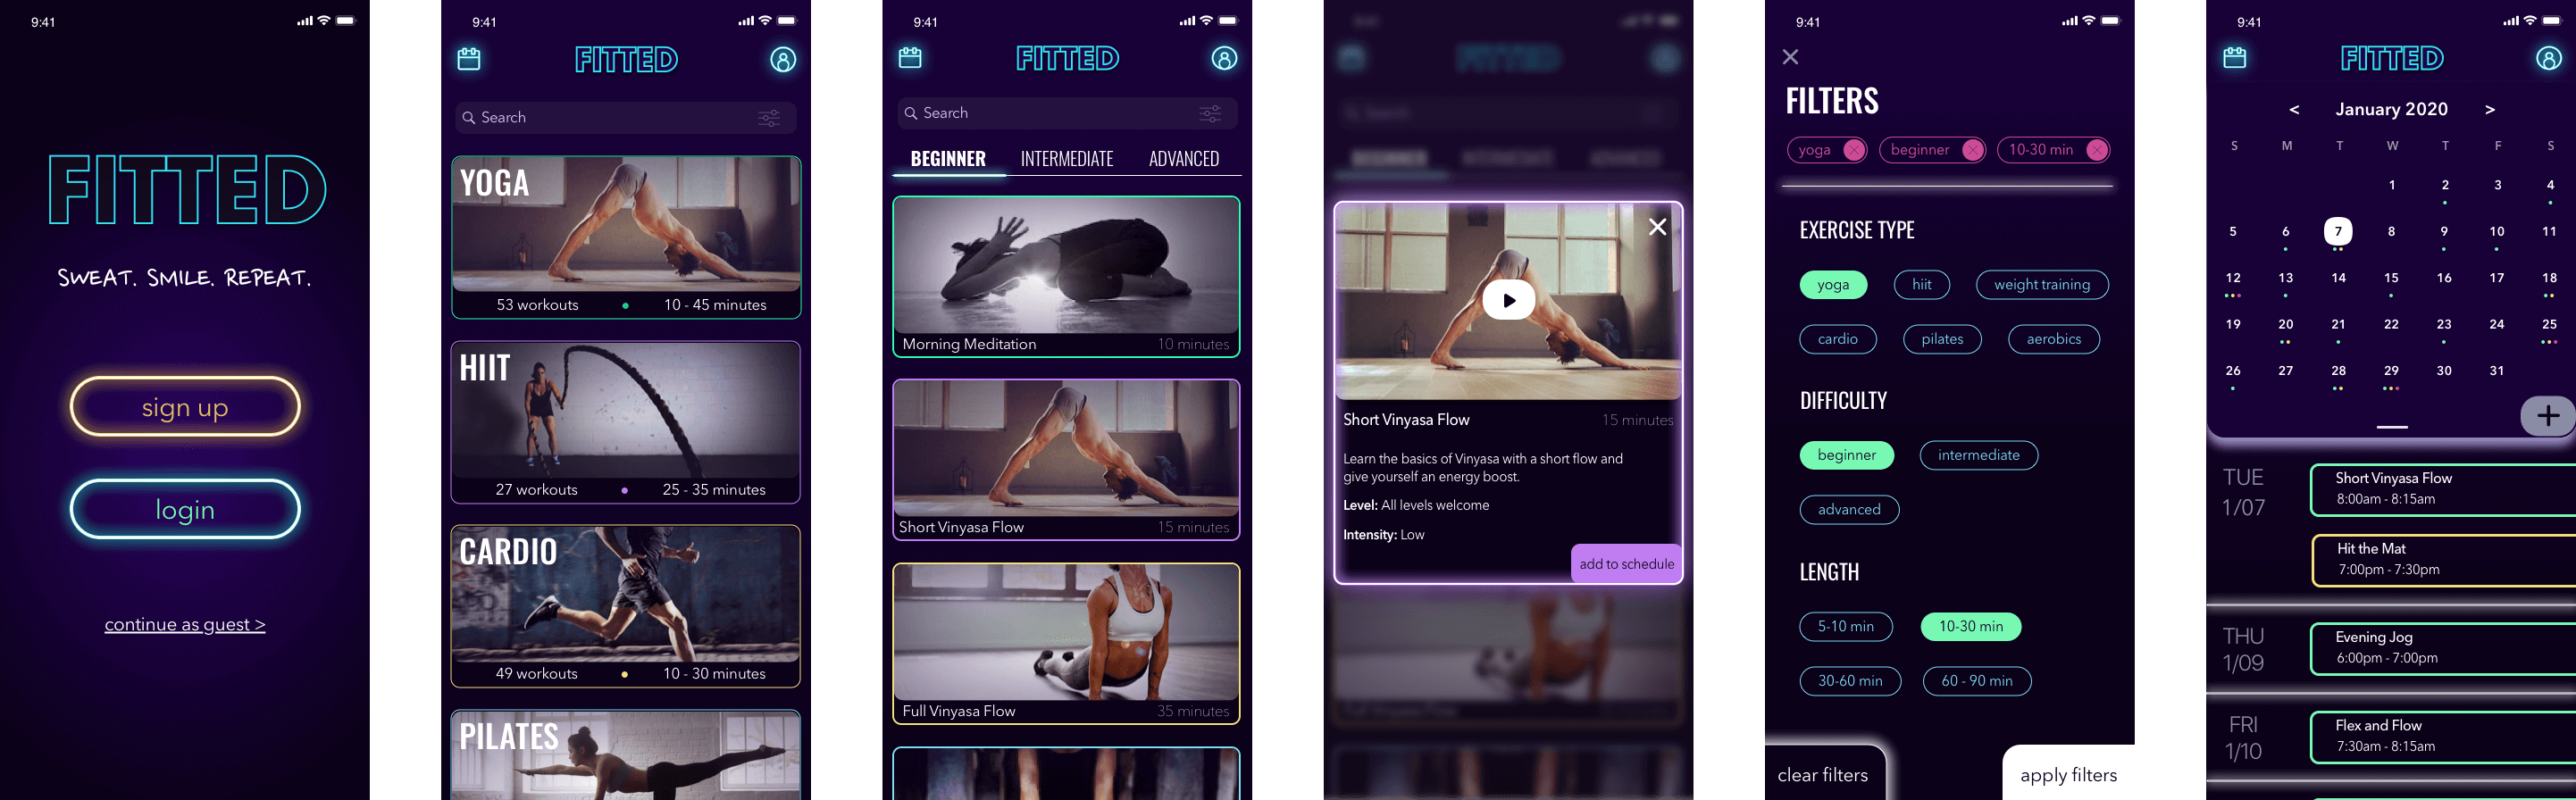 9:41
FITTED
SWEAT. SMILE. REPEAT.
sign up
login
continue as guest >
9:41
FITTED
Search
YOGA
53 workouts • 10 - 45 minutes
HIIT
27 workouts • 25 - 35 minutes
CARDIO
49 workouts • 10 - 30 minutes
PILATES
9:41
FITTED
Search
BEGINNER INTERMEDIATE ADVANCED
Morning Meditation 10 minutes
Short Vinyasa Flow 15 minutes
Full Vinyasa Flow 35 minutes
Short Vinyasa Flow 15 minutes
Learn the basics of Vinyasa with a short flow and
give yourself an energy boost.
Level: All levels welcome
Intensity: Low
add to schedule
9:41
FILTERS
yoga beginner 10-30 min
EXERCISE TYPE
yoga hiit weight training
cardio pilates aerobics
DIFFICULTY
beginner intermediate
advanced
LENGTH
5-10 min 10-30 min
30-60 min 60 - 90 min
clear filters apply filters
9:41
FITTED
< January 2020 >
S M T W T F S
1 2 3 4
5 6 7 8 9 10 11
12 13 14 15 16 17 18
19 20 21 22 23 24 25
26 27 28 29 30 31
TUE
1/07
Short Vinyasa Flow
8:00am - 8:15am
Hit the Mat
7:00pm - 7:30pm
THU
1/09
Evening Jog
6:00pm - 7:00pm
FRI
1/10
Flex and Flow
7:30am - 8:15am